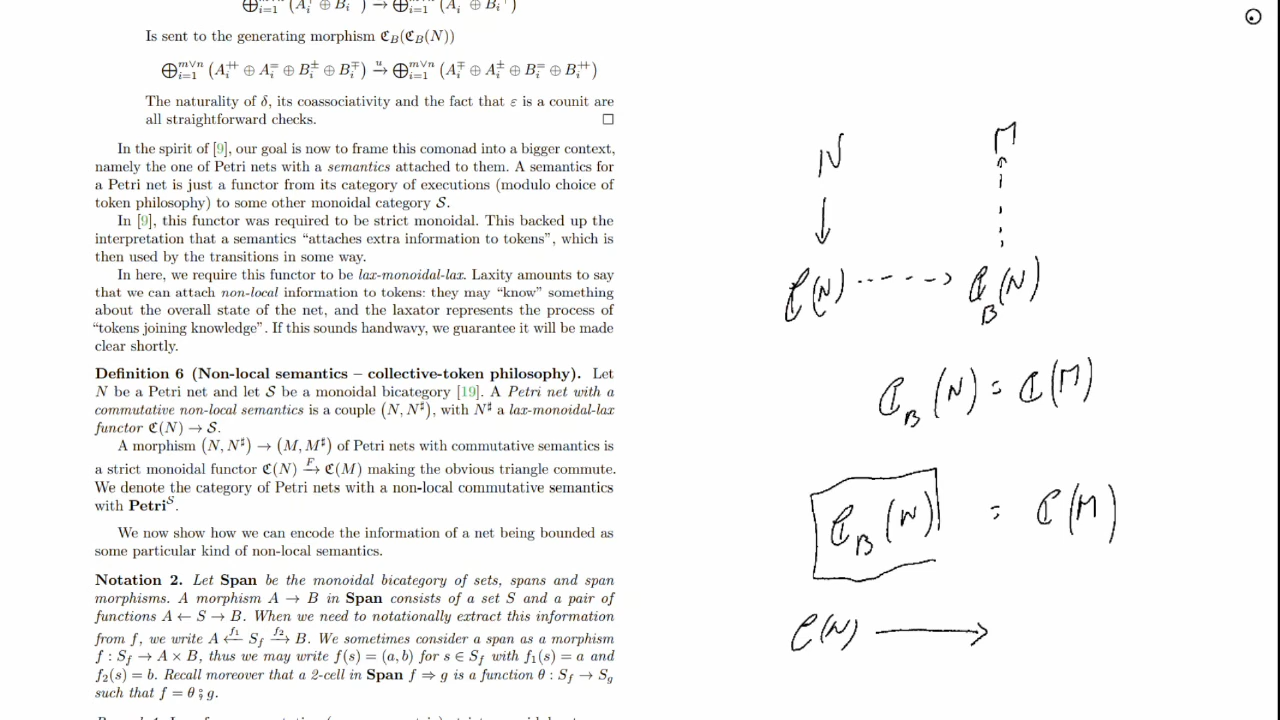 ⨁_{i=1}^{m∨n} (A_i^+ ⊕ B_i^-) → ⨁_{i=1}^{m∨n} (A_i^- ⊕ B_i^+)
Is sent to the generating morphism ℭ_B(ℭ_B(N))
⨁_{i=1}^{m∨n} (A_i^{++} ⊕ A_i^= ⊕ B_i^± ⊕ B_i^∓) →^u ⨁_{i=1}^{m∨n} (A_i^∓ ⊕ A_i^± ⊕ B_i^= ⊕ B_i^{++})
The naturality of δ, its coassociativity and the fact that ε is a counit are
all straightforward checks. □
In the spirit of [9], our goal is now to frame this comonad into a bigger context,
namely the one of Petri nets with a semantics attached to them. A semantics for
a Petri net is just a functor from its category of executions (modulo choice of
token philosophy) to some other monoidal category 𝒮.
In [9], this functor was required to be strict monoidal. This backed up the
interpretation that a semantics “attaches extra information to tokens”, which is
then used by the transitions in some way.
In here, we require this functor to be lax-monoidal-lax. Laxity amounts to say
that we can attach non-local information to tokens: they may “know” something
about the overall state of the net, and the laxator represents the process of
“tokens joining knowledge”. If this sounds handwavy, we guarantee it will be made
clear shortly.
Definition 6 (Non-local semantics – collective-token philosophy). Let
N be a Petri net and let 𝒮 be a monoidal bicategory [19]. A Petri net with a
commutative non-local semantics is a couple (N, N^♯), with N^♯ a lax-monoidal-lax
functor ℭ(N) → 𝒮.
A morphism (N, N^♯) → (M, M^♯) of Petri nets with commutative semantics is
a strict monoidal functor ℭ(N) →^F ℭ(M) making the obvious triangle commute.
We denote the category of Petri nets with a non-local commutative semantics
with Petri^𝒮.
We now show how we can encode the information of a net being bounded as
some particular kind of non-local semantics.
Notation 2. Let Span be the monoidal bicategory of sets, spans and span
morphisms. A morphism A → B in Span consists of a set S and a pair of
functions A ← S → B. When we need to notationally extract this information
from f, we write A ←^{f_1} S_f →^{f_2} B. We sometimes consider a span as a morphism
f : S_f → A × B, thus we may write f(s) = (a, b) for s ∈ S_f with f_1(s) = a and
f_2(s) = b. Recall moreover that a 2-cell in Span f ⇒ g is a function θ : S_f → S_g
such that f = θ ⨟ g.
N M
ℭ(N) ⇢ ℭ_B(N)
ℭ_B(N) = ℭ(M)
ℭ_B(N) = ℭ(M)
ℭ(N) →